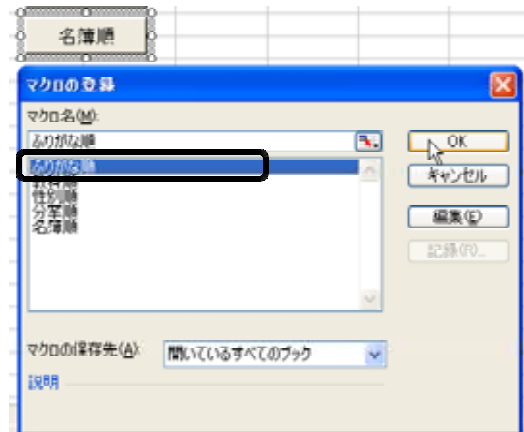 名簿順
マクロの登録
マクロ名(M):
ふりがな順
OK
ふりがな順
キャンセル
性別順
分掌順
名簿順
編集(E)
記録(R)...
マクロの保存先(A):
開いているすべてのブック
説明